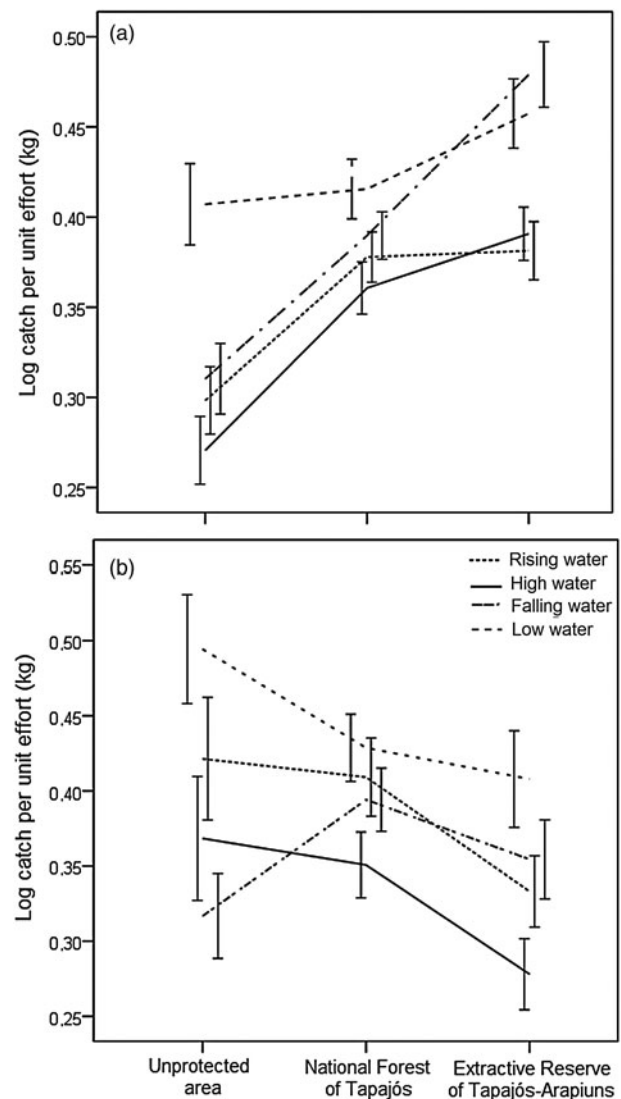 (a)
Log catch per unit effort (kg)
0.50
0.45
0.40
0.35
0.30
0.25
(b)
Rising water
High water
Falling water
Low water
Log catch per unit effort (kg)
0.55
0.50
0.45
0.40
0.35
0.30
0.25
Unprotected
area
National Forest
of Tapajós
Extractive Reserve
of Tapajós-Arapiuns